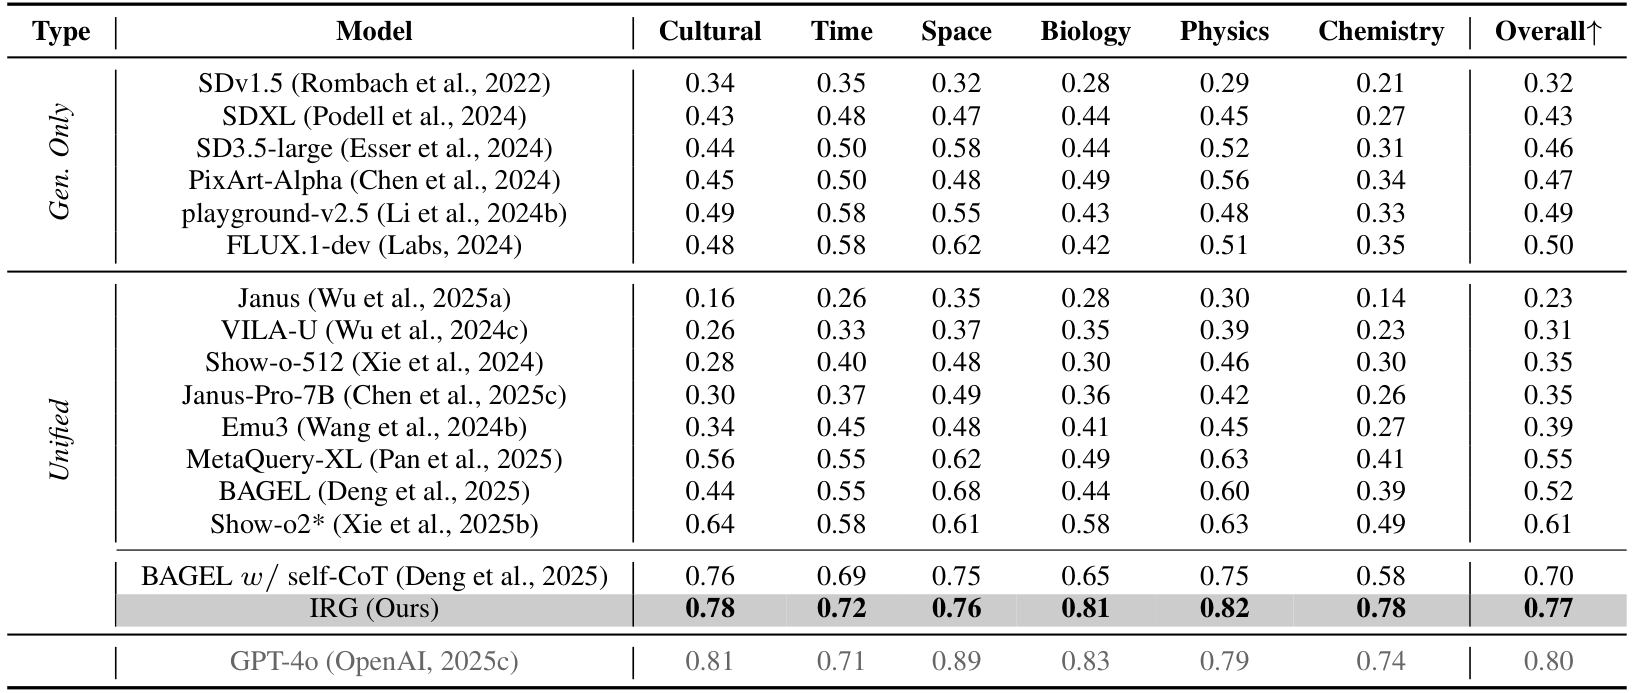 Type Model Cultural Time Space Biology Physics Chemistry Overall↑
Gen. Only
SDv1.5 (Rombach et al., 2022) 0.34 0.35 0.32 0.28 0.29 0.21 0.32
SDXL (Podell et al., 2024) 0.43 0.48 0.47 0.44 0.45 0.27 0.43
SD3.5-large (Esser et al., 2024) 0.44 0.50 0.58 0.44 0.52 0.31 0.46
PixArt-Alpha (Chen et al., 2024) 0.45 0.50 0.48 0.49 0.56 0.34 0.47
playground-v2.5 (Li et al., 2024b) 0.49 0.58 0.55 0.43 0.48 0.33 0.49
FLUX.1-dev (Labs, 2024) 0.48 0.58 0.62 0.42 0.51 0.35 0.50
Unified
Janus (Wu et al., 2025a) 0.16 0.26 0.35 0.28 0.30 0.14 0.23
VILA-U (Wu et al., 2024c) 0.26 0.33 0.37 0.35 0.39 0.23 0.31
Show-o-512 (Xie et al., 2024) 0.28 0.40 0.48 0.30 0.46 0.30 0.35
Janus-Pro-7B (Chen et al., 2025c) 0.30 0.37 0.49 0.36 0.42 0.26 0.35
Emu3 (Wang et al., 2024b) 0.34 0.45 0.48 0.41 0.45 0.27 0.39
MetaQuery-XL (Pan et al., 2025) 0.56 0.55 0.62 0.49 0.63 0.41 0.55
BAGEL (Deng et al., 2025) 0.44 0.55 0.68 0.44 0.60 0.39 0.52
Show-o2* (Xie et al., 2025b) 0.64 0.58 0.61 0.58 0.63 0.49 0.61
BAGEL w/ self-CoT (Deng et al., 2025) 0.76 0.69 0.75 0.65 0.75 0.58 0.70
IRG (Ours) 0.78 0.72 0.76 0.81 0.82 0.78 0.77
GPT-4o (OpenAI, 2025c) 0.81 0.71 0.89 0.83 0.79 0.74 0.80